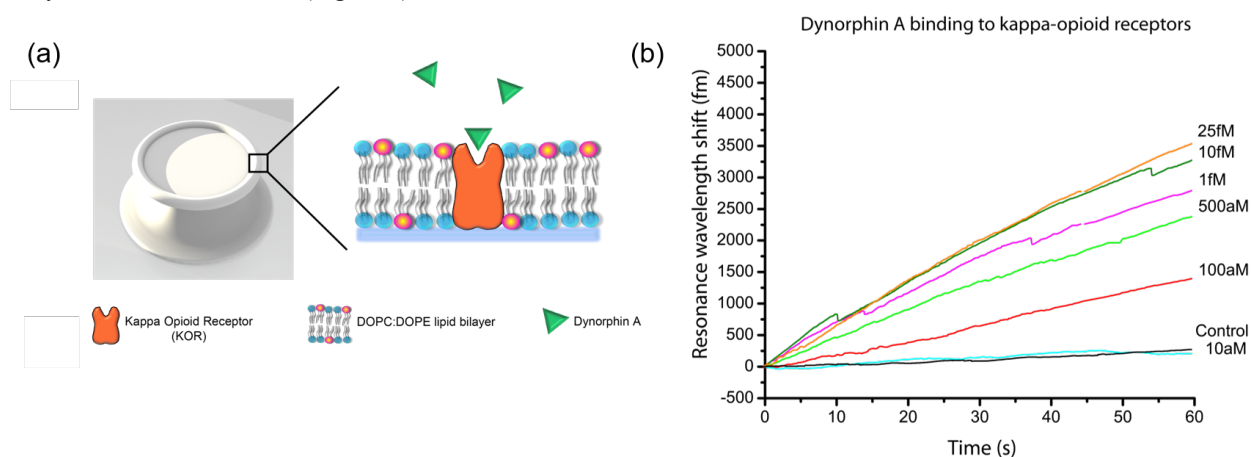 (a)
Kappa Opioid Receptor
(KOR)
DOPC:DOPE lipid bilayer
Dynorphin A
(b)
Dynorphin A binding to kappa-opioid receptors
Resonance wavelength shift (fm)
5000
4500
4000
3500
3000
2500
2000
1500
1000
500
0
-500
25fM
10fM
1fM
500aM
100aM
Control
10aM
0
10
20
30
40
50
60
Time (s)